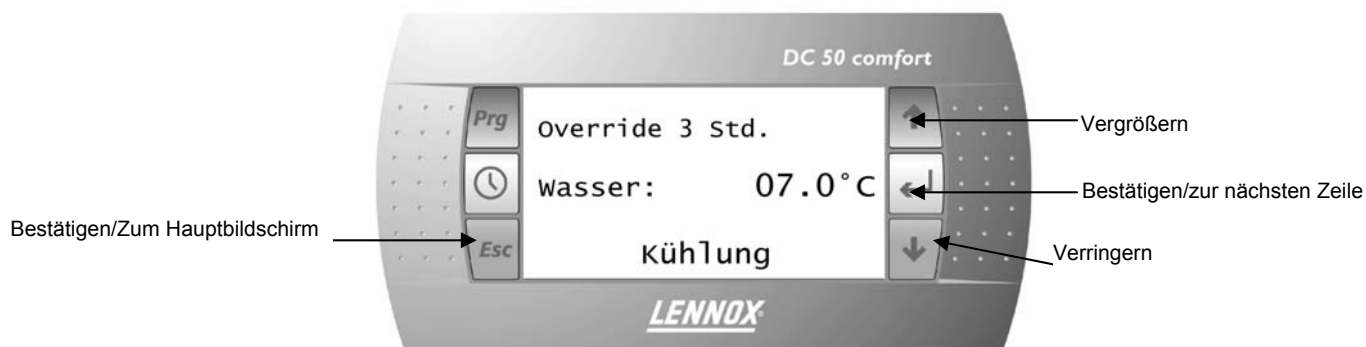 DC 50 comfort
Prg
Override 3 Std.
Vergrößern
Wasser: 07.0°C
Bestätigen/zur nächsten Zeile
Bestätigen/Zum Hauptbildschirm
Esc
Kühlung
Verringern
LENNOX